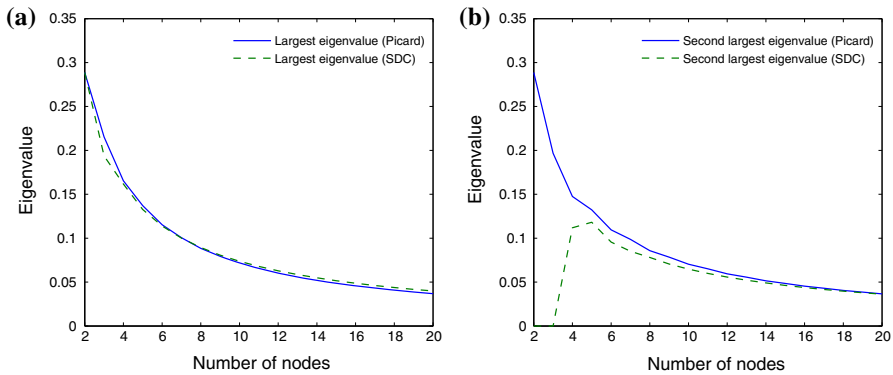 (a)
0.35
0.3
0.25
0.2
0.15
0.1
0.05
0
Eigenvalue
Largest eigenvalue (Picard)
Largest eigenvalue (SDC)
2 4 6 8 10 12 14 16 18 20
Number of nodes
(b)
0.35
0.3
0.25
0.2
0.15
0.1
0.05
0
Eigenvalue
Second largest eigenvalue (Picard)
Second largest eigenvalue (SDC)
2 4 6 8 10 12 14 16 18 20
Number of nodes